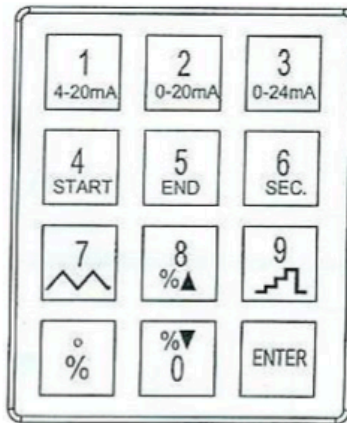 1 2 3
4-20mA 0-20mA 0-24mA
4 5 6
START END SEC.
7 8 9
%▲
° %▼
% 0 ENTER